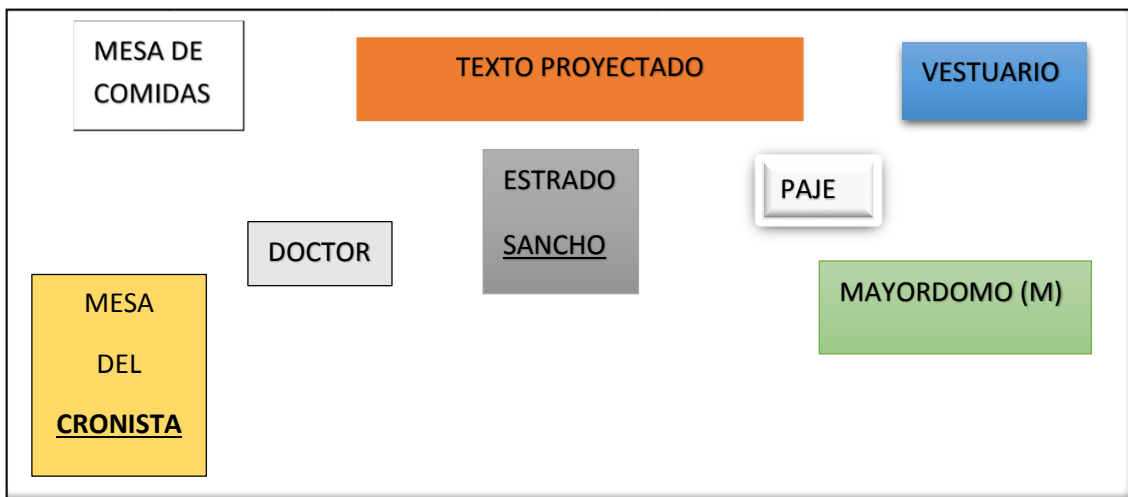 MESA DE
COMIDAS
TEXTO PROYECTADO
VESTUARIO
ESTRADO
SANCHO
PAJE
DOCTOR
MAYORDOMO (M)
MESA
DEL
CRONISTA